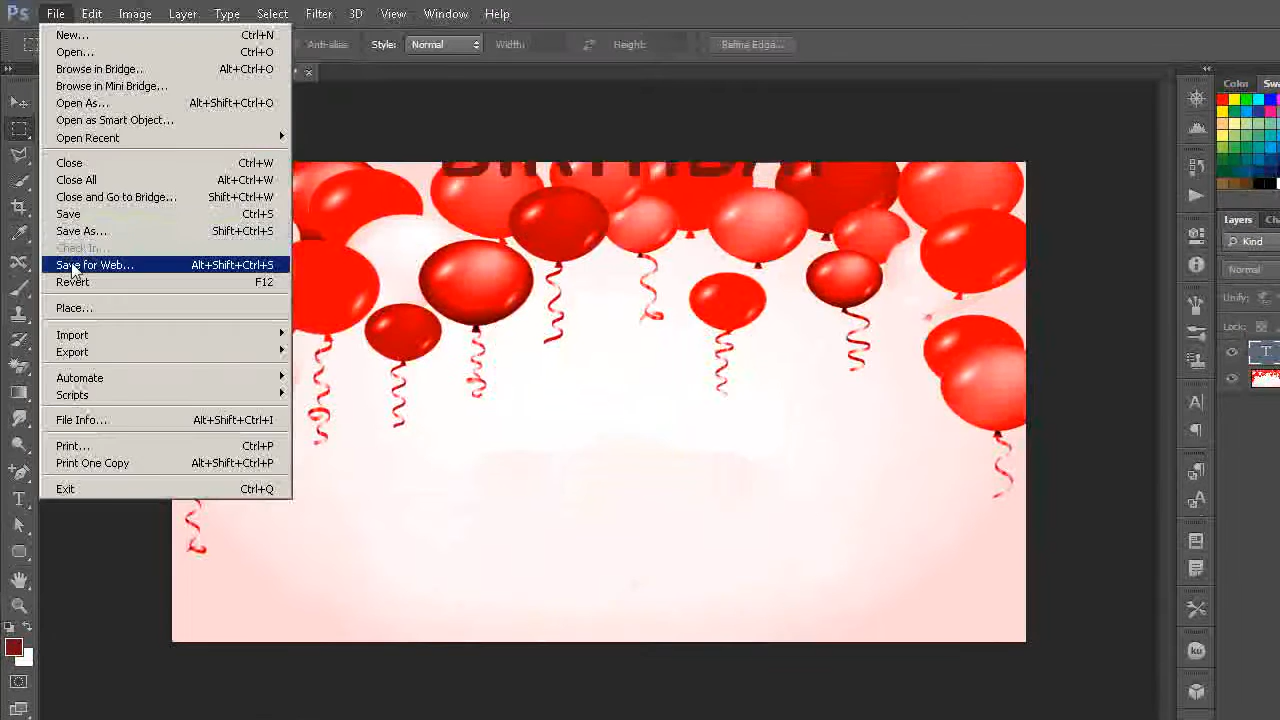 Ps File Edit Image Layer Type Select Filter 3D View Window Help
Anti-alias Style: Normal Width: Height: Refine Edge...
New... Ctrl+N
Open... Ctrl+O
Browse in Bridge... Alt+Ctrl+O
Browse in Mini Bridge...
Open As... Alt+Shift+Ctrl+O
Open as Smart Object...
Open Recent
Close Ctrl+W
Close All Alt+Ctrl+W
Close and Go to Bridge... Shift+Ctrl+W
Save Ctrl+S
Save As... Shift+Ctrl+S
Check In...
Save for Web... Alt+Shift+Ctrl+S
Revert F12
Place...
Import
Export
Automate
Scripts
File Info... Alt+Shift+Ctrl+I
Print... Ctrl+P
Print One Copy Alt+Shift+Ctrl+P
Exit Ctrl+Q
BIRTHDAY
Color
Layers
Kind
Normal
Unify:
Lock:
ku